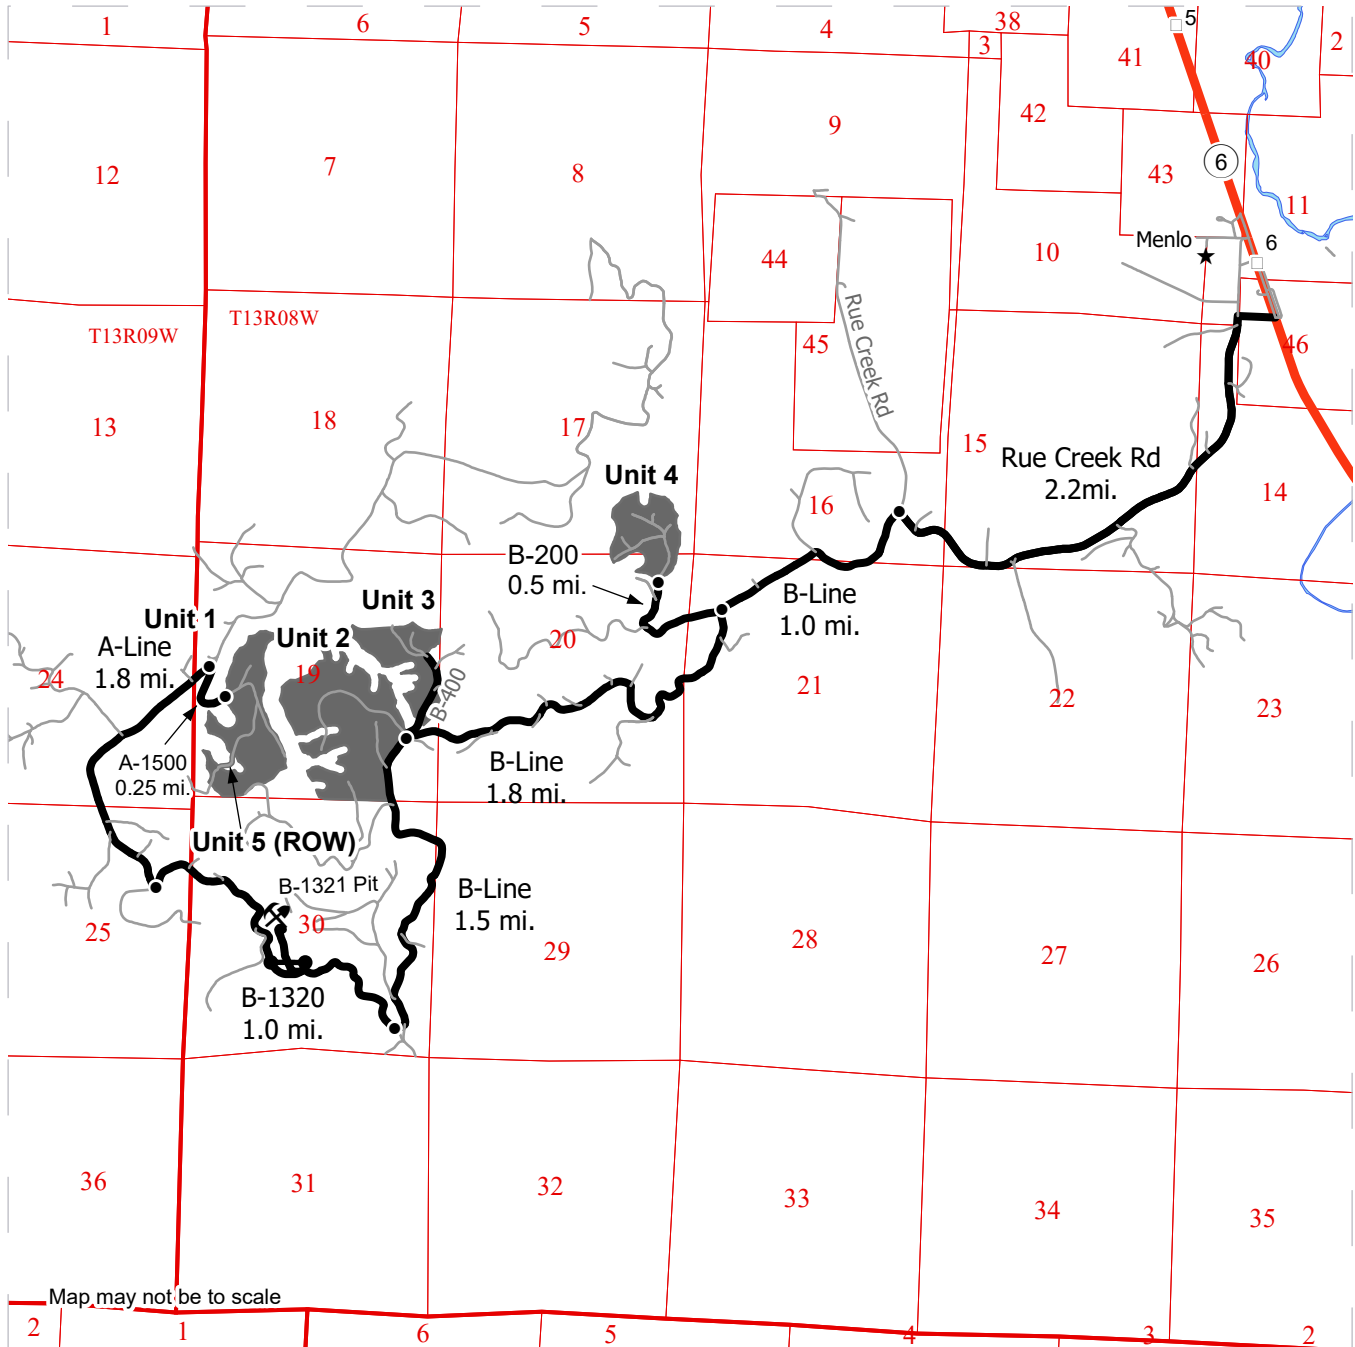 1
6
5
4
38
3
41
5
40
2
42
9
12
7
8
43
6
11
Menlo
6
44
10
T13R09W
T13R08W
Rue Creek Rd
45
46
13
18
17
15
Rue Creek Rd
2.2mi.
Unit 4
16
14
B-200
0.5 mi.
Unit 3
B-Line
1.0 mi.
Unit 1
Unit 2
20
A-Line
1.8 mi.
24
19
B-400
21
22
23
A-1500
0.25 mi.
B-Line
1.8 mi.
Unit 5 (ROW)
B-1321 Pit
B-Line
1.5 mi.
25
30
29
28
27
26
B-1320
1.0 mi.
36
31
32
33
34
35
Map may not be to scale
2
1
6
5
4
3
2